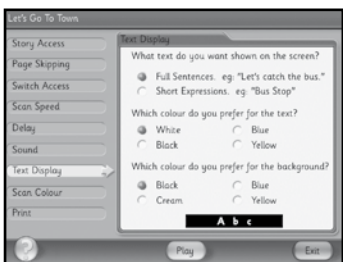 Let's Go To Town
Story Access
Page Skipping
Switch Access
Scan Speed
Delay
Sound
Text Display
Scan Colour
Print
Text Display
What text do you want shown on the screen?
Full Sentences. eg: "Let's catch the bus."
Short Expressions. eg: "Bus Stop"
Which colour do you prefer for the text?
White Blue
Black Yellow
Which colour do you prefer for the background?
Black Blue
Cream Yellow
A b c
? Play Exit